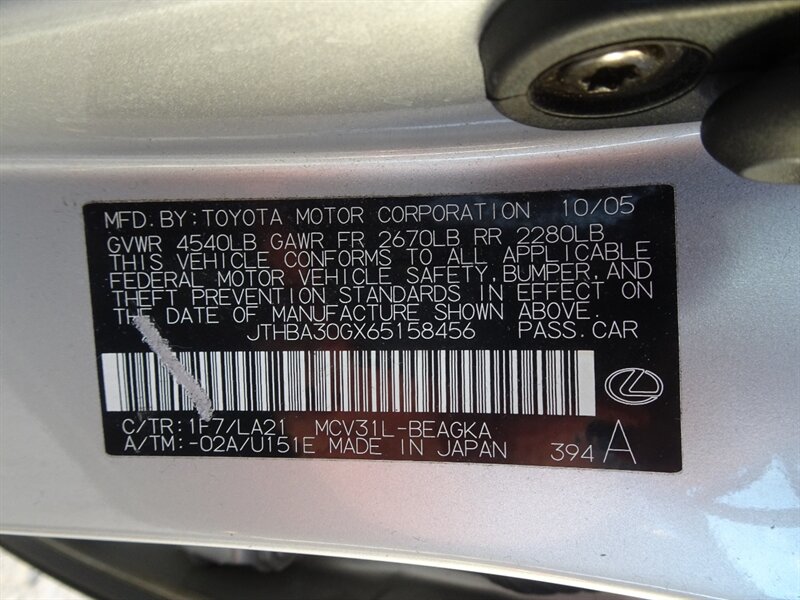 MFD. BY: TOYOTA MOTOR CORPORATION 10/05
GVWR 4540LB GAWR FR 2670LB RR 2280LB
THIS VEHICLE CONFORMS TO ALL APPLICABLE
FEDERAL MOTOR VEHICLE SAFETY, BUMPER, AND
THEFT PREVENTION STANDARDS IN EFFECT ON
THE DATE OF MANUFACTURE SHOWN ABOVE.
JTHBA30GX65158456 PASS. CAR
C/TR: 1F7/LA21 MCV31L-BEAGKA
A/TM: -02A/U151E MADE IN JAPAN 394 A